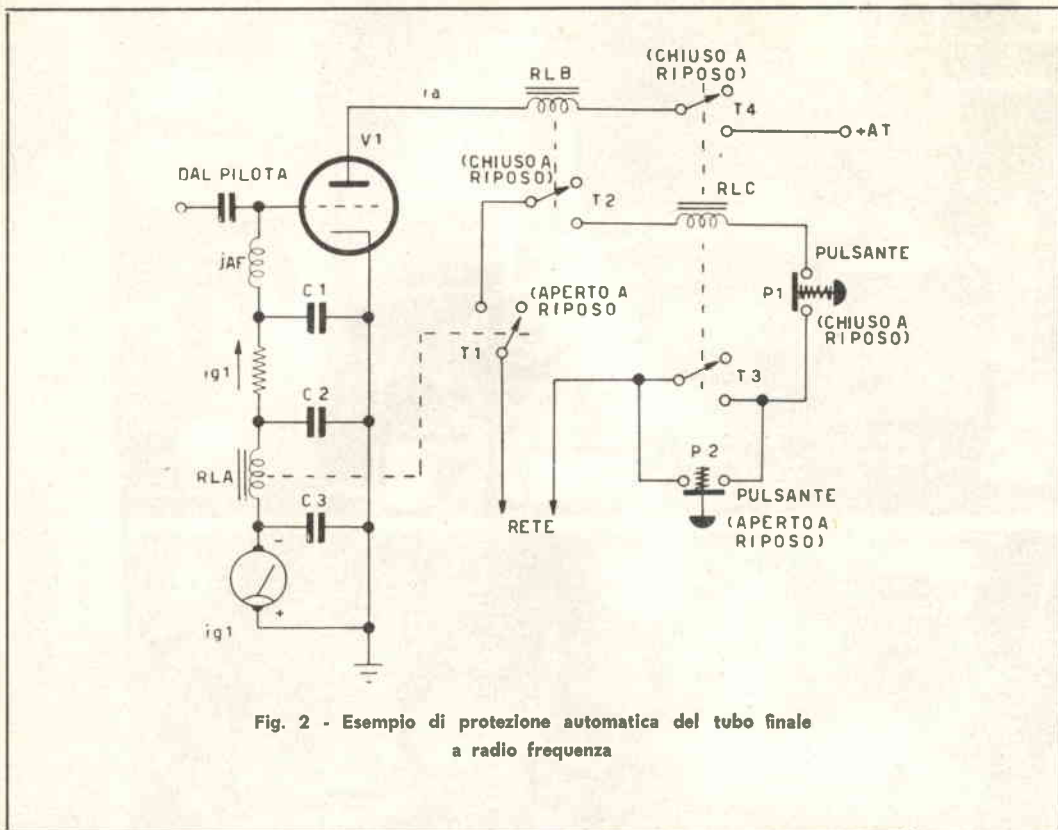 (CHIUSO A
RIPOSO)
RLB
ra
T4
+AT
V1
(CHIUSO A
RIPOSO)
DAL PILOTA
T2
RLC
PULSANTE
jAF
P1
C1
(APERTO A
RIPOSO
(CHIUSO A
RIPOSO)
T1
T3
ig1
C2
P2
RLA
PULSANTE
C3
RETE
(APERTO A
RIPOSO)
-
+
ig1
Fig. 2 - Esempio di protezione automatica del tubo finale
a radio frequenza